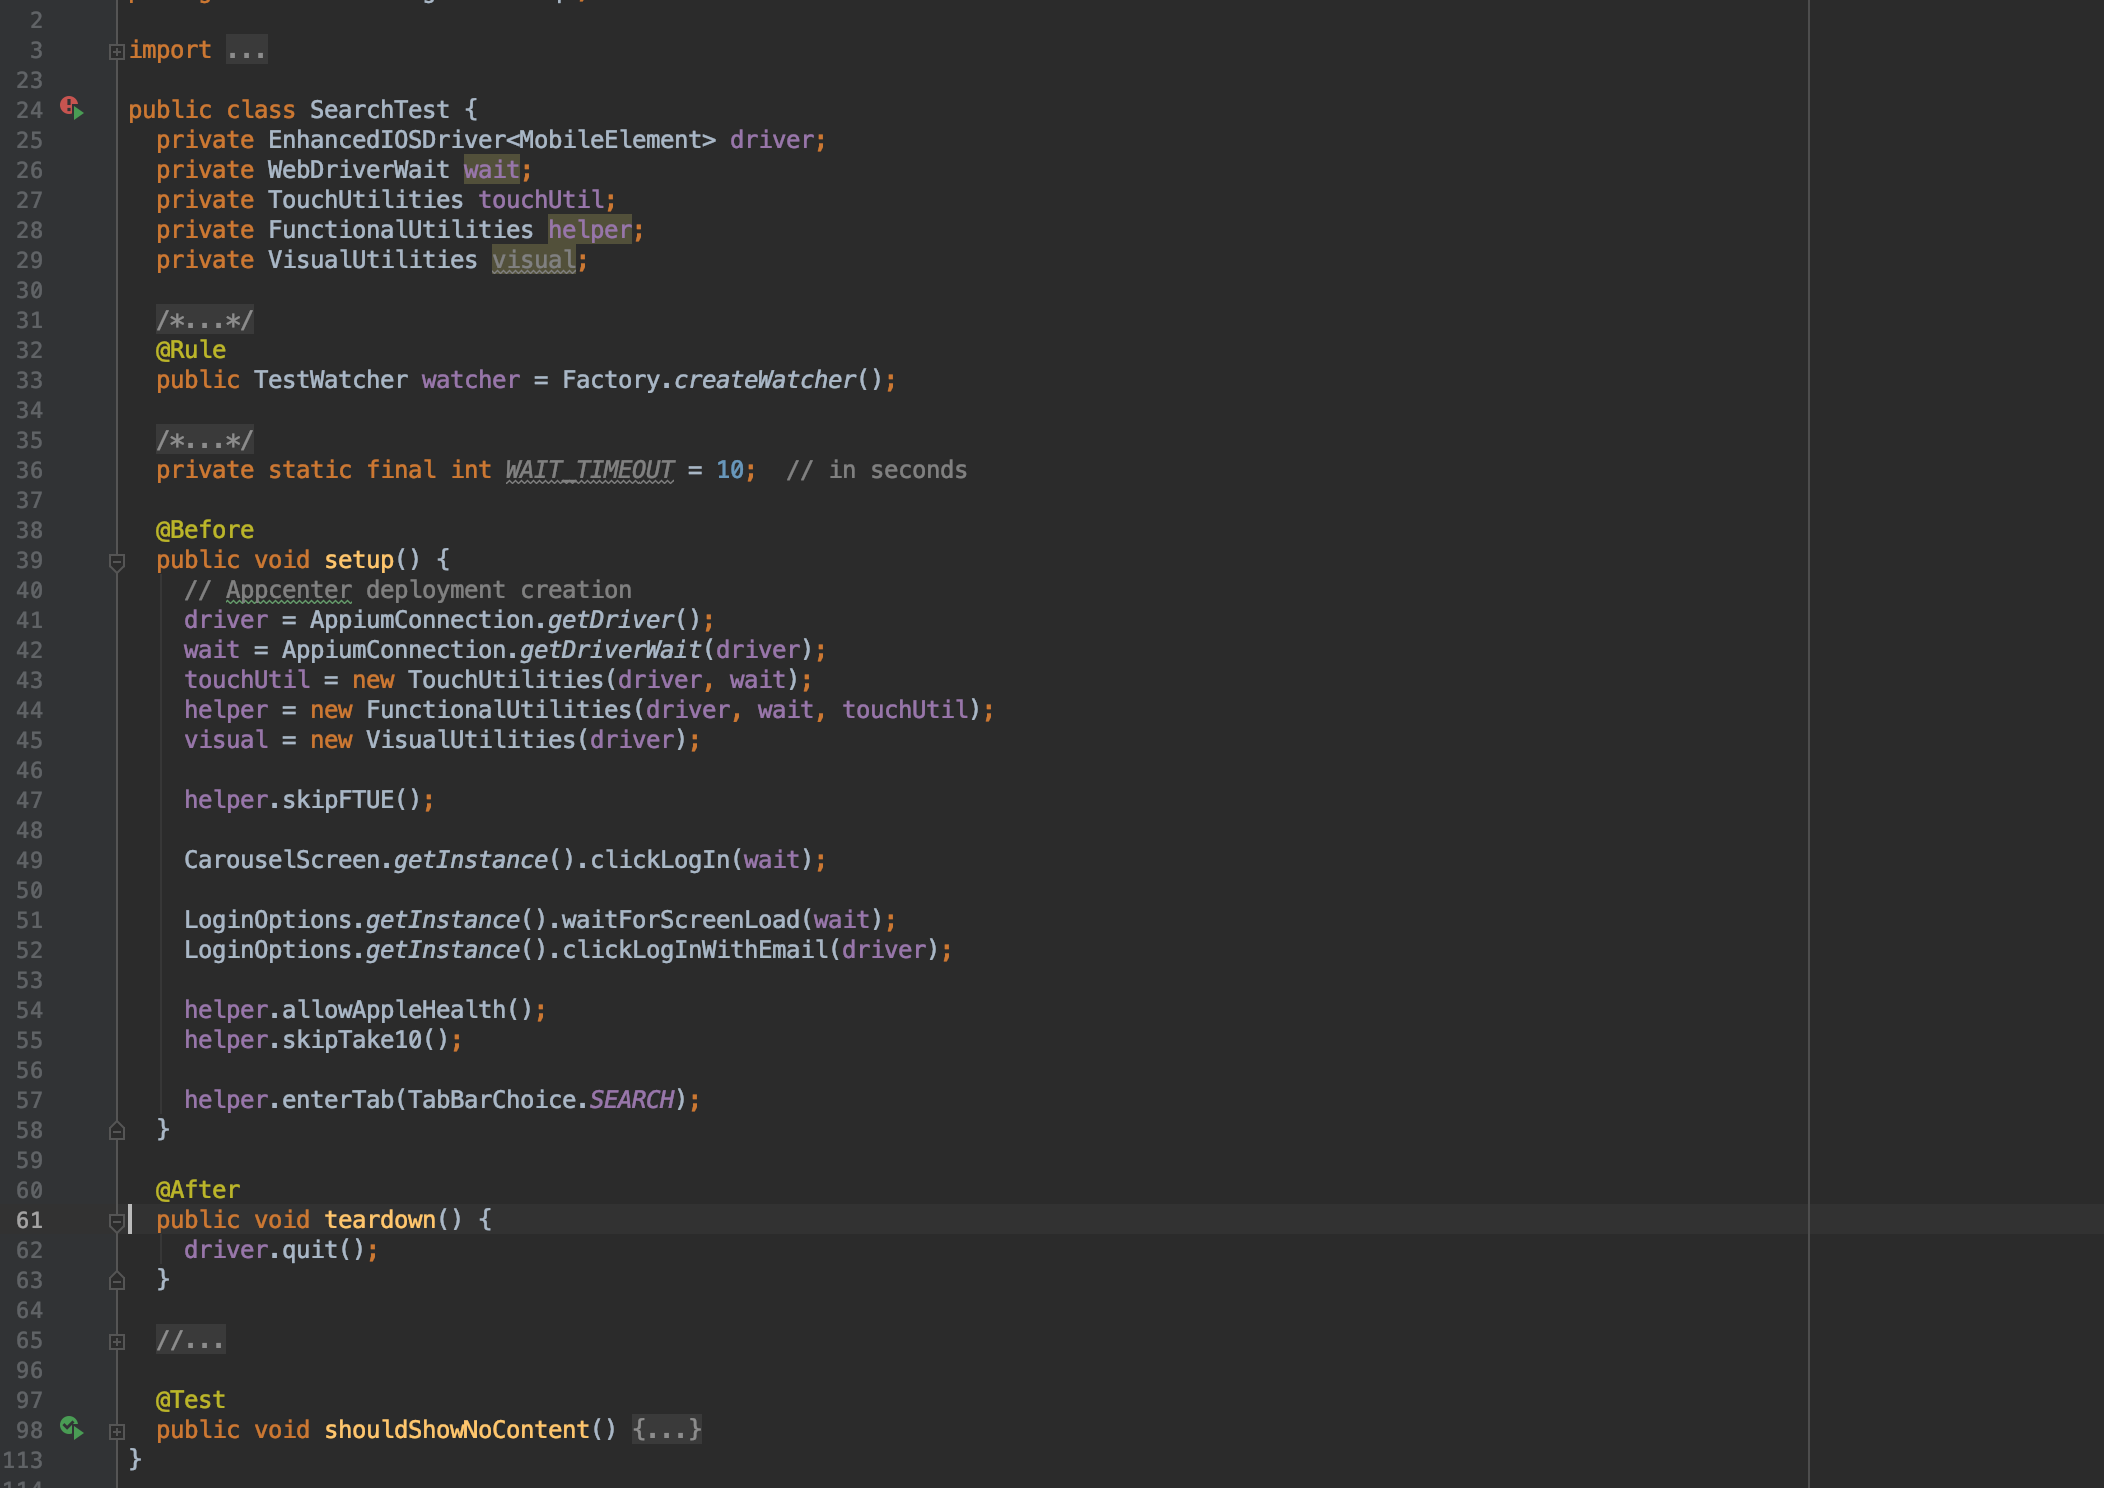 2
3 import ...
23
24 public class SearchTest {
25 private EnhancedIOSDriver<MobileElement> driver;
26 private WebDriverWait wait;
27 private TouchUtilities touchUtil;
28 private FunctionalUtilities helper;
29 private VisualUtilities visual;
30
31 /*...*/
32 @Rule
33 public TestWatcher watcher = Factory.createWatcher();
34
35 /*...*/
36 private static final int WAIT_TIMEOUT = 10;  // in seconds
37
38 @Before
39 public void setup() {
40 // Appcenter deployment creation
41 driver = AppiumConnection.getDriver();
42 wait = AppiumConnection.getDriverWait(driver);
43 touchUtil = new TouchUtilities(driver, wait);
44 helper = new FunctionalUtilities(driver, wait, touchUtil);
45 visual = new VisualUtilities(driver);
46
47 helper.skipFTUE();
48
49 CarouselScreen.getInstance().clickLogIn(wait);
50
51 LoginOptions.getInstance().waitForScreenLoad(wait);
52 LoginOptions.getInstance().clickLogInWithEmail(driver);
53
54 helper.allowAppleHealth();
55 helper.skipTake10();
56
57 helper.enterTab(TabBarChoice.SEARCH);
58 }
59
60 @After
61 public void teardown() {
62 driver.quit();
63 }
64
65 //...
96
97 @Test
98 public void shouldShowNoContent() {...}
113 }